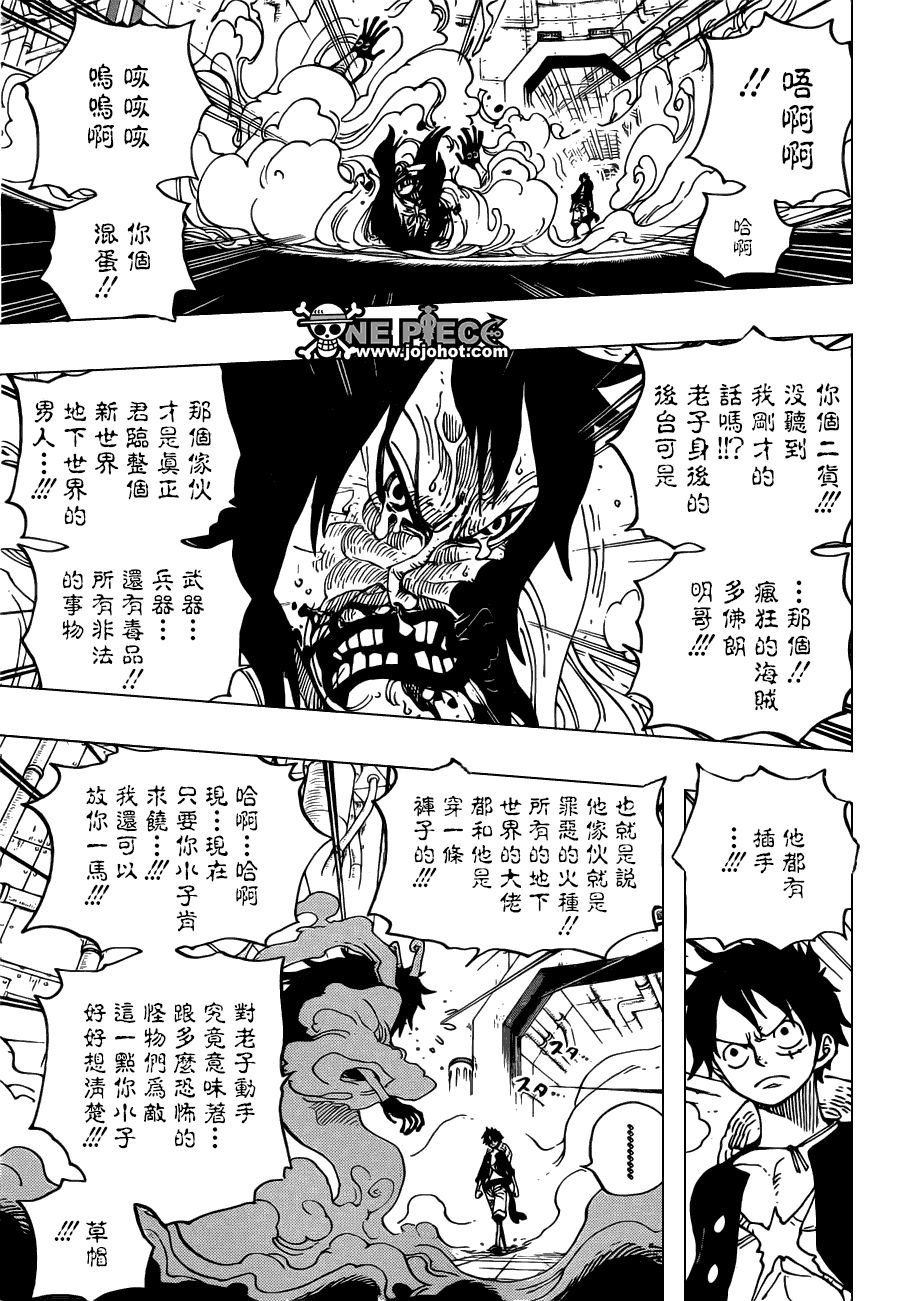 唔啊啊
!!
哈啊
咳咳咳
嗚嗚啊
你個
混蛋!!
ONE PIECE
www.jojohot.com
你個二貨!!!
沒聽到
我剛才的
話嗎!!?
老子身後的
後台可是
…那個!!
瘋狂的海賊
多佛朗
明哥!!!
那個傢伙
才是真正
君臨整個
新世界
地下世界的
男人…!!!
武器…
兵器…
還有毒品!!
所有非法
的事物
他都有
插手
…!!!
也就是說
他傢伙就是
罪惡的火種!!
所有的地下
世界的大佬
都和他是
穿一條
褲子的!!!
哈啊…哈啊
現…現在
只要你小子肯
求饒…!!!
我還可以
放你一馬!!!
對老子動手
究竟意味著…
跟多麼恐怖的
怪物們爲敵
這一點你小子
好好想清楚!!!
草帽
!!!
………
スタ
スタ